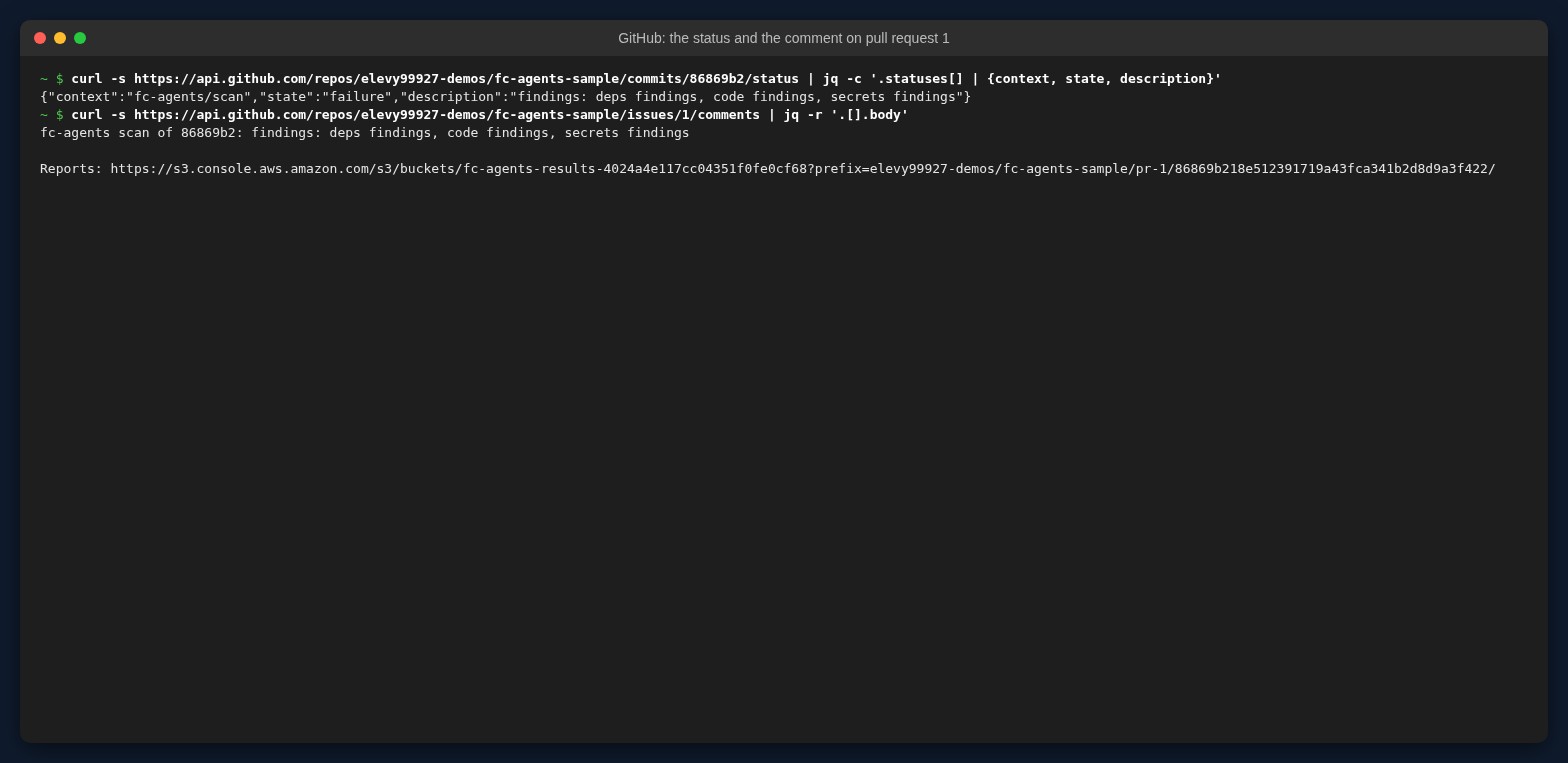 GitHub: the status and the comment on pull request 1
~ $ curl -s https://api.github.com/repos/elevy99927-demos/fc-agents-sample/commits/86869b2/status | jq -c '.statuses[] | {context, state, description}'
{"context":"fc-agents/scan","state":"failure","description":"findings: deps findings, code findings, secrets findings"}
~ $ curl -s https://api.github.com/repos/elevy99927-demos/fc-agents-sample/issues/1/comments | jq -r '.[].body'
fc-agents scan of 86869b2: findings: deps findings, code findings, secrets findings
Reports: https://s3.console.aws.amazon.com/s3/buckets/fc-agents-results-4024a4e117cc04351f0fe0cf68?prefix=elevy99927-demos/fc-agents-sample/pr-1/86869b218e512391719a43fca341b2d8d9a3f422/